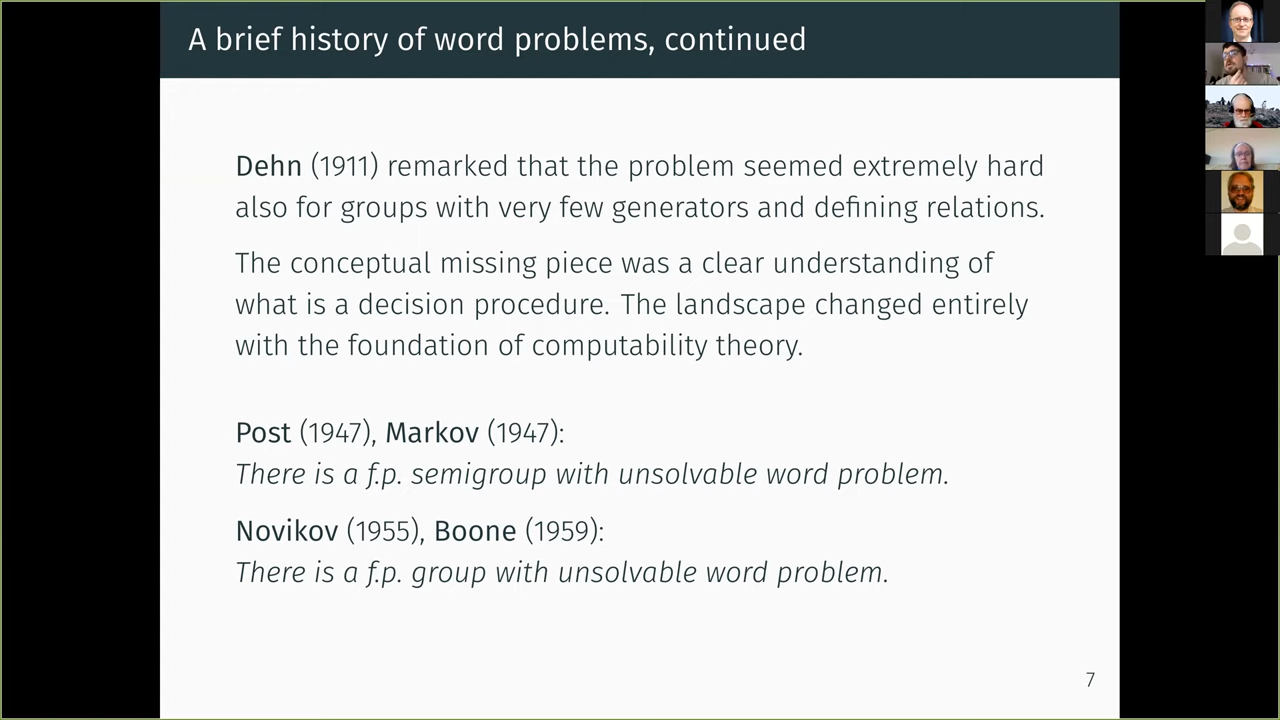 A brief history of word problems, continued
Dehn (1911) remarked that the problem seemed extremely hard
also for groups with very few generators and defining relations.
The conceptual missing piece was a clear understanding of
what is a decision procedure. The landscape changed entirely
with the foundation of computability theory.
Post (1947), Markov (1947):
There is a f.p. semigroup with unsolvable word problem.
Novikov (1955), Boone (1959):
There is a f.p. group with unsolvable word problem.
7